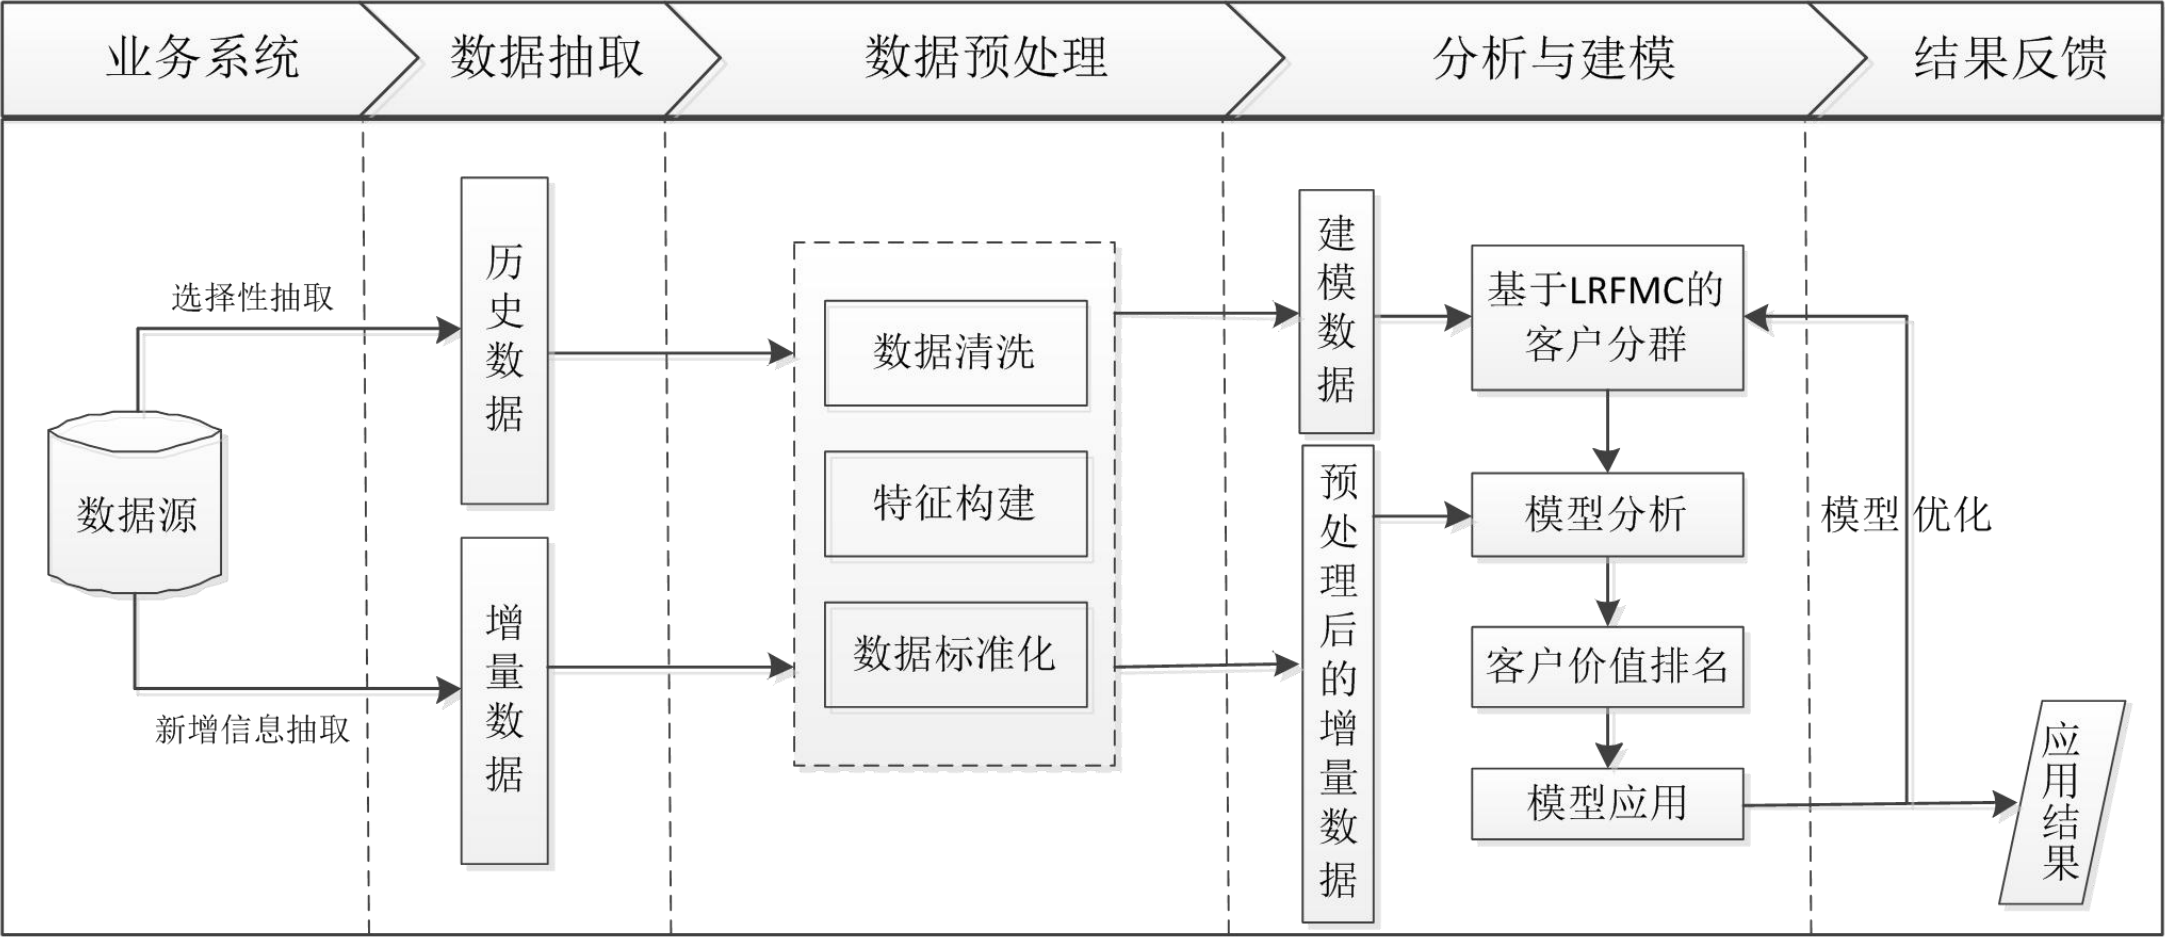 业务系统
数据抽取
数据预处理
分析与建模
结果反馈
选择性抽取
数据源
新增信息抽取
历史数据
增量数据
数据清洗
特征构建
数据标准化
建模数据
预处理后的增量数据
基于LRFMC的
客户分群
模型分析
客户价值排名
模型应用
模型优化
应用结果